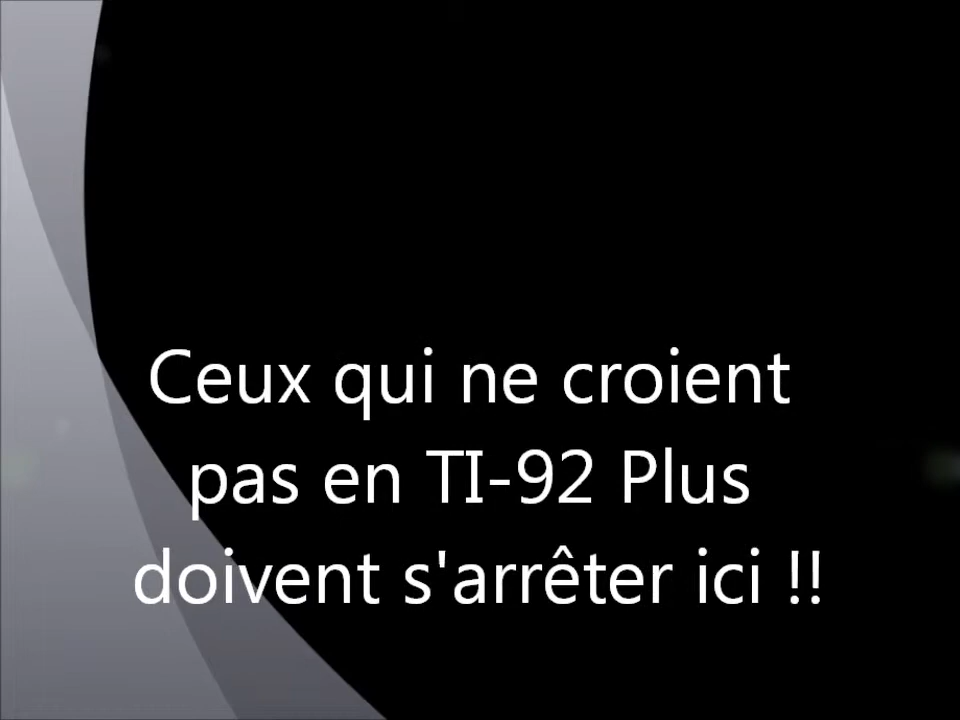 Ceux qui ne croient
pas en TI-92 Plus
doivent s'arrêter ici !!